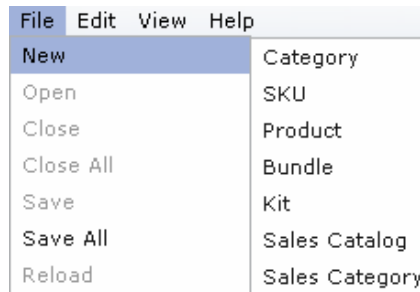 File Edit View Help
New
Open
Close
Close All
Save
Save All
Reload
Category
SKU
Product
Bundle
Kit
Sales Catalog
Sales Category